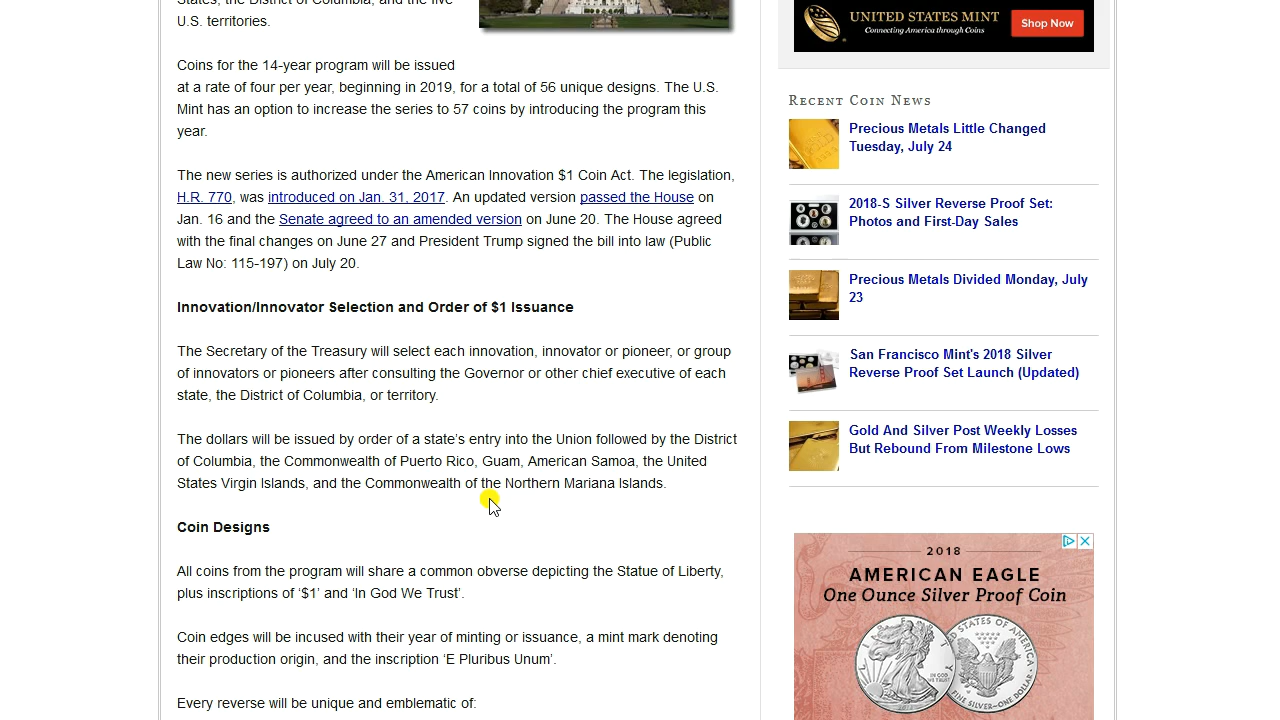 States, the District of Columbia, and the five
U.S. territories.
Coins for the 14-year program will be issued
at a rate of four per year, beginning in 2019, for a total of 56 unique designs. The U.S.
Mint has an option to increase the series to 57 coins by introducing the program this
year.
The new series is authorized under the American Innovation $1 Coin Act. The legislation,
H.R. 770, was introduced on Jan. 31, 2017. An updated version passed the House on
Jan. 16 and the Senate agreed to an amended version on June 20. The House agreed
with the final changes on June 27 and President Trump signed the bill into law (Public
Law No: 115-197) on July 20.
Innovation/Innovator Selection and Order of $1 Issuance
The Secretary of the Treasury will select each innovation, innovator or pioneer, or group
of innovators or pioneers after consulting the Governor or other chief executive of each
state, the District of Columbia, or territory.
The dollars will be issued by order of a state’s entry into the Union followed by the District
of Columbia, the Commonwealth of Puerto Rico, Guam, American Samoa, the United
States Virgin Islands, and the Commonwealth of the Northern Mariana Islands.
Coin Designs
All coins from the program will share a common obverse depicting the Statue of Liberty,
plus inscriptions of ‘$1’ and ‘In God We Trust’.
Coin edges will be incused with their year of minting or issuance, a mint mark denoting
their production origin, and the inscription ‘E Pluribus Unum’.
Every reverse will be unique and emblematic of:
UNITED STATES MINT
Connecting America through Coins
Shop Now
Recent Coin News
Precious Metals Little Changed
Tuesday, July 24
2018-S Silver Reverse Proof Set:
Photos and First-Day Sales
Precious Metals Divided Monday, July
23
San Francisco Mint's 2018 Silver
Reverse Proof Set Launch (Updated)
Gold And Silver Post Weekly Losses
But Rebound From Milestone Lows
2018
AMERICAN EAGLE
One Ounce Silver Proof Coin